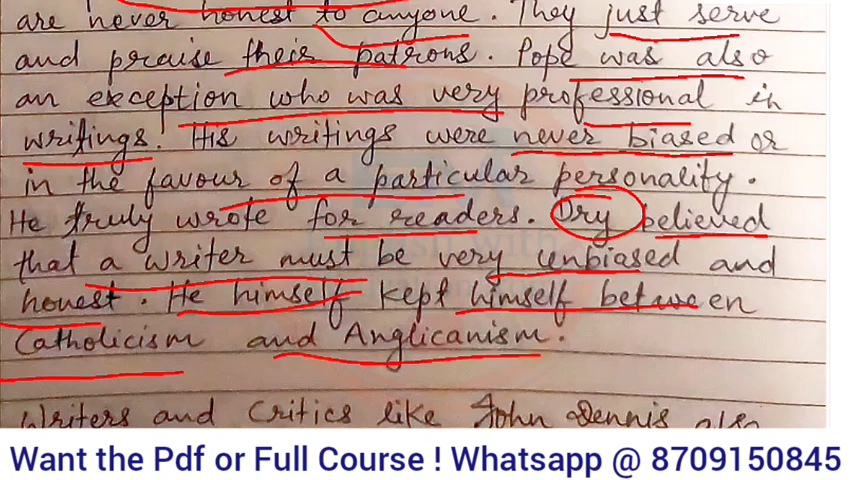 are never honest to anyone. They just serve
and praise their patrons. Pope was also
an exception who was very professional in
writings. His writings were never biased or
in the favour of a particular personality.
He truly wrote for readers. Dry believed
that a writer must be very unbiased and
honest. He himself kept himself between
Catholicism and Anglicanism.
Writers and Critics like John Dennis also
Want the Pdf or Full Course ! Whatsapp @ 8709150845